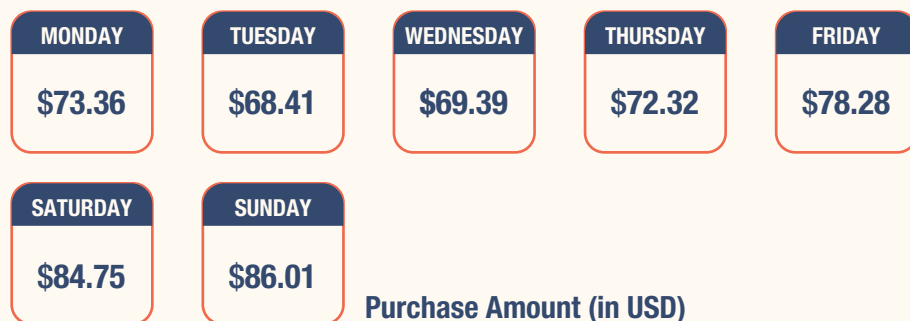 MONDAY TUESDAY WEDNESDAY THURSDAY FRIDAY
$73.36 $68.41 $69.39 $72.32 $78.28
SATURDAY SUNDAY
$84.75 $86.01
Purchase Amount (in USD)